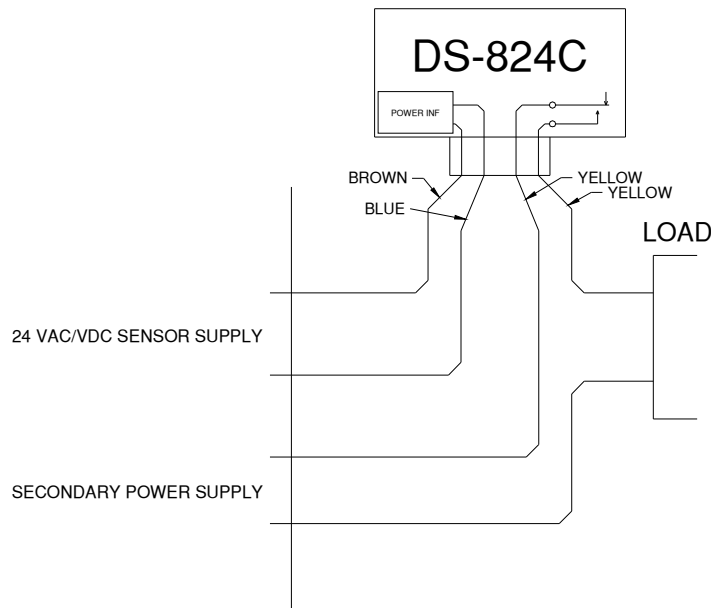 DS-824C
POWER INF
BROWN
YELLOW
YELLOW
BLUE
LOAD
24 VAC/VDC SENSOR SUPPLY
SECONDARY POWER SUPPLY